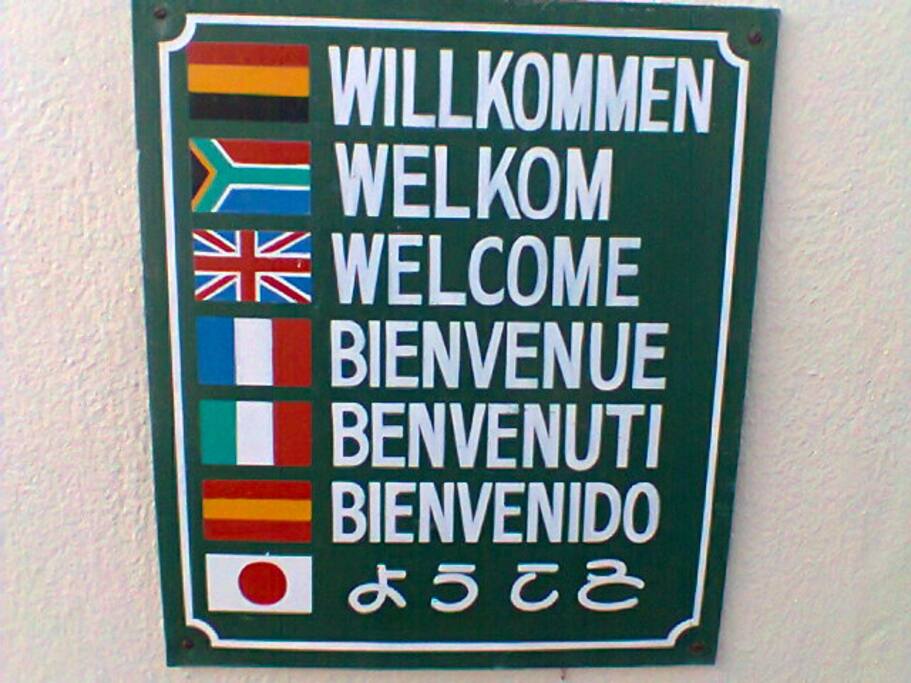 WILLKOMMEN
WELKOM
WELCOME
BIENVENUE
BENVENUTI
BIENVENIDO
ようこそ